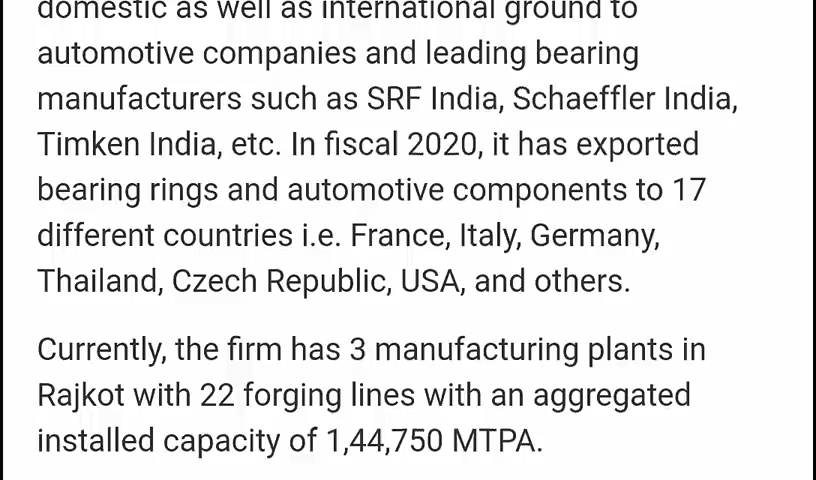 domestic as well as international ground to
automotive companies and leading bearing
manufacturers such as SRF India, Schaeffler India,
Timken India, etc. In fiscal 2020, it has exported
bearing rings and automotive components to 17
different countries i.e. France, Italy, Germany,
Thailand, Czech Republic, USA, and others.
Currently, the firm has 3 manufacturing plants in
Rajkot with 22 forging lines with an aggregated
installed capacity of 1,44,750 MTPA.